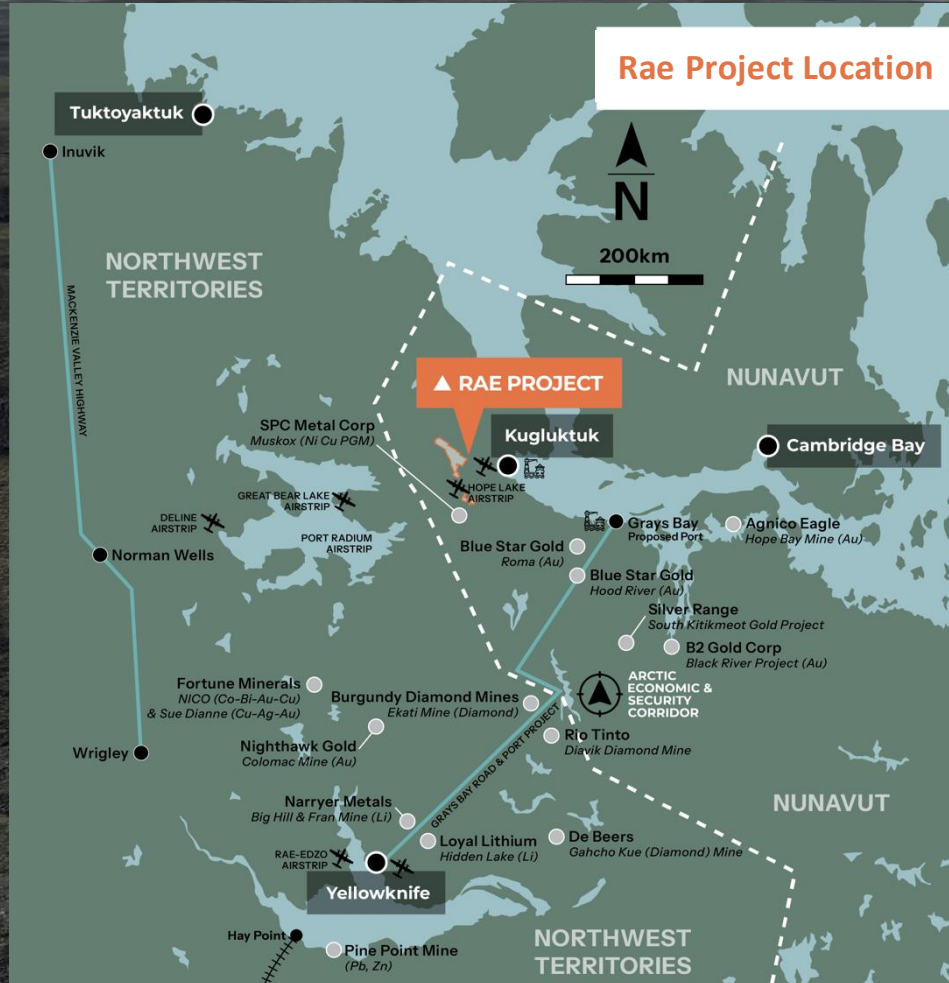 Rae Project Location
Tuktoyaktuk
Inuvik
N
200km
NORTHWEST
TERRITORIES
MACKENZIE VALLEY HIGHWAY
NUNAVUT
▲ RAE PROJECT
SPC Metal Corp
Muskox (Ni Cu PGM)
Kugluktuk
Cambridge Bay
HOPE LAKE
AIRSTRIP
GREAT BEAR LAKE
AIRSTRIP
DELINE
AIRSTRIP
PORT RADIUM
AIRSTRIP
Grays Bay
Proposed Port
Agnico Eagle
Hope Bay Mine (Au)
Norman Wells
Blue Star Gold
Roma (Au)
Blue Star Gold
Hood River (Au)
Silver Range
South Kitikmeot Gold Project
B2 Gold Corp
Black River Project (Au)
ARCTIC
ECONOMIC &
SECURITY
CORRIDOR
Fortune Minerals
NICO (Co-Bi-Au-Cu)
& Sue Dianne (Cu-Ag-Au)
Burgundy Diamond Mines
Ekati Mine (Diamond)
Nighthawk Gold
Colomac Mine (Au)
Rio Tinto
Diavik Diamond Mine
Wrigley
GRAYS BAY ROAD & PORT PROJECT
NUNAVUT
Narryer Metals
Big Hill & Fran Mine (Li)
Loyal Lithium
Hidden Lake (Li)
De Beers
Gahcho Kue (Diamond) Mine
RAE-EDZO
AIRSTRIP
Yellowknife
Hay Point
Pine Point Mine
(Pb, Zn)
NORTHWEST
TERRITORIES